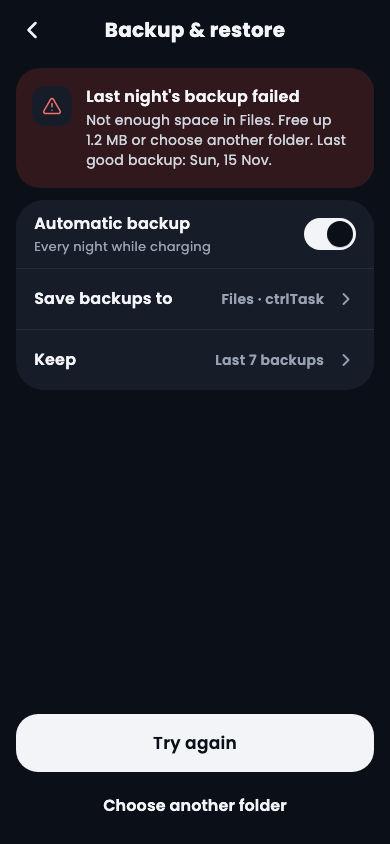 Backup & restore
Last night's backup failed
Not enough space in Files. Free up
1.2 MB or choose another folder. Last
good backup: Sun, 15 Nov.
Automatic backup
Every night while charging
Save backups to
Files · ctrlTask
Keep
Last 7 backups
Try again
Choose another folder